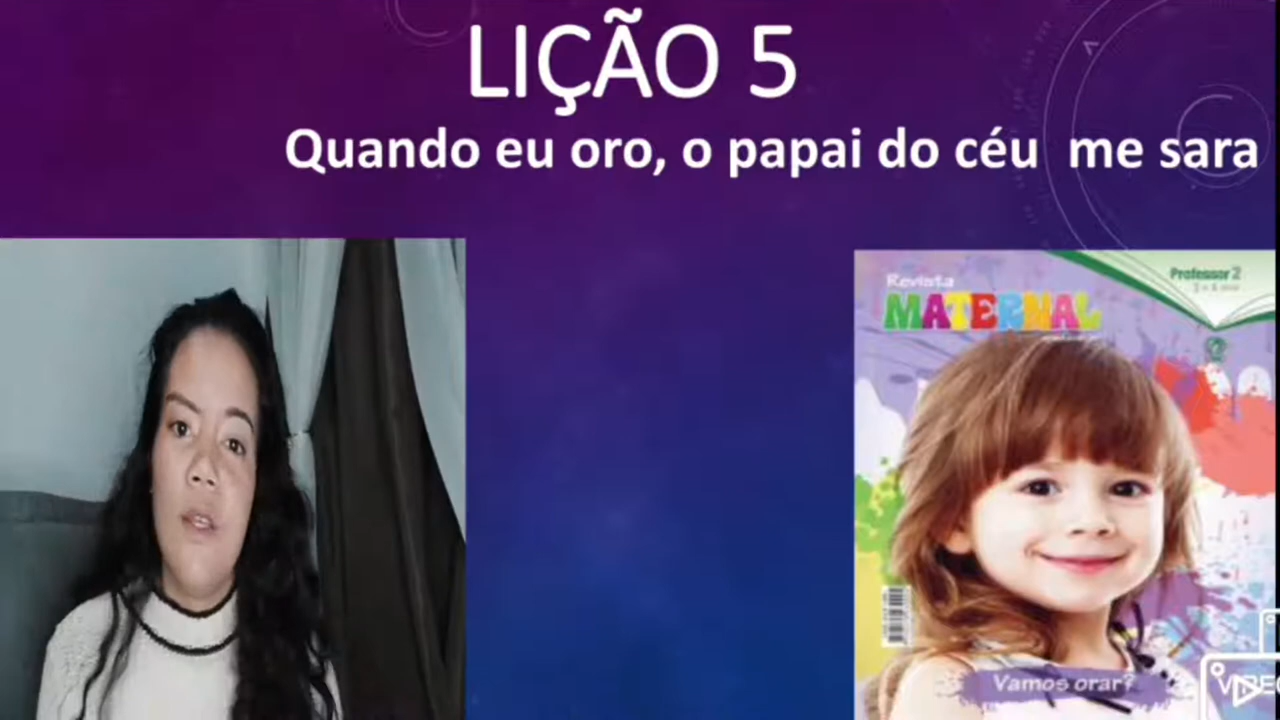 LIÇÃO 5
Quando eu oro, o papai do céu me sara
Revista
MATERNAL
Professor 2
Vamos orar?